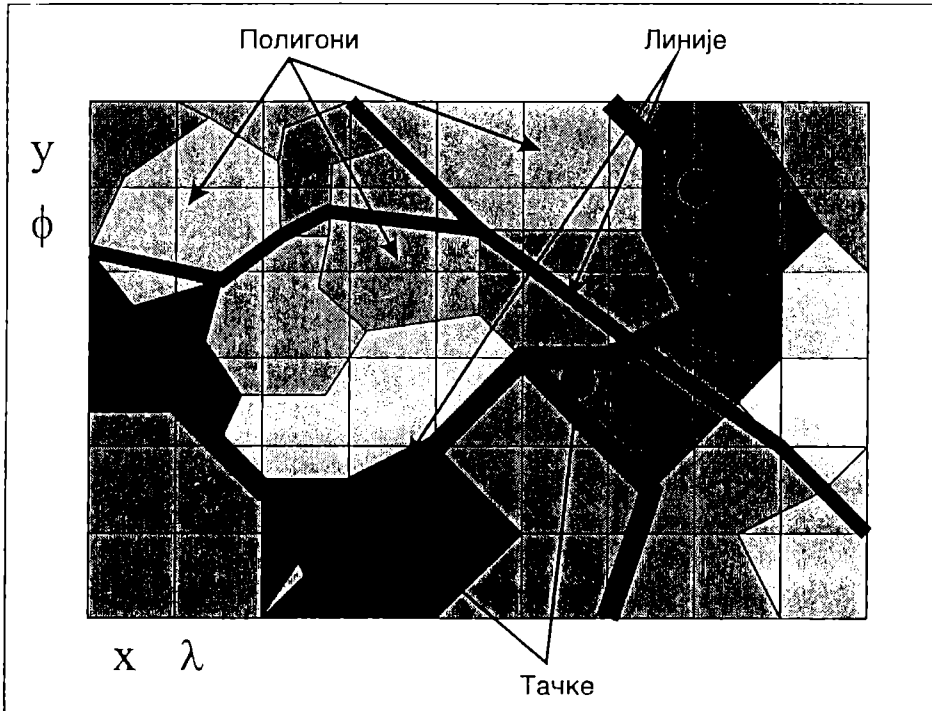 Полигони
Линије
y
ϕ
x λ
Тачке